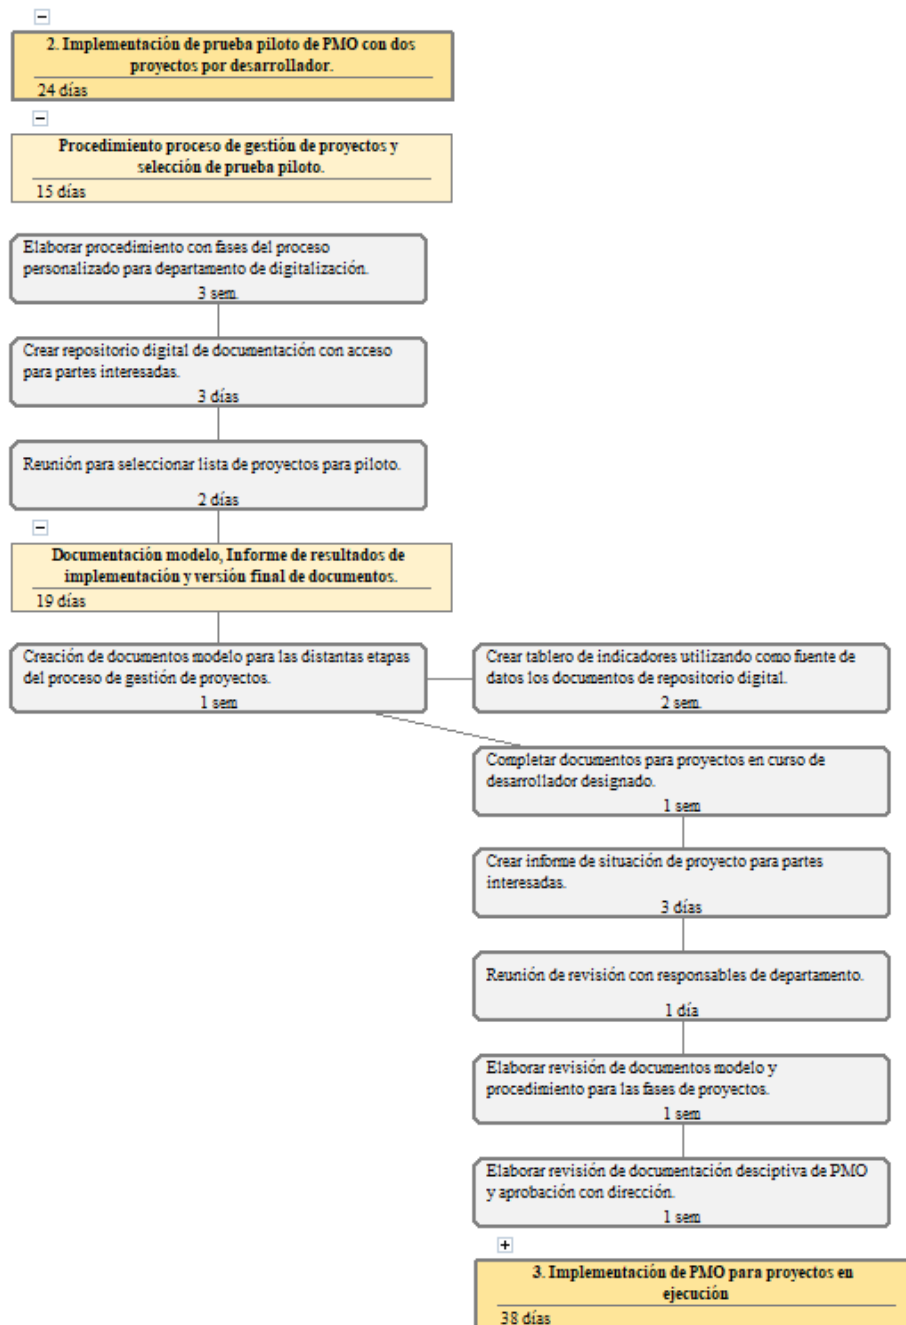 2. Implementación de prueba piloto de PMO con dos
proyectos por desarrollador.
24 días
Procedimiento proceso de gestión de proyectos y
selección de prueba piloto.
15 días
Elaborar procedimiento con fases del proceso
personalizado para departamento de digitalización.
3 sem.
Crear repositorio digital de documentación con acceso
para partes interesadas.
3 días
Reunión para seleccionar lista de proyectos para piloto.
2 días
Documentación modelo, Informe de resultados de
implementación y versión final de documentos.
19 días
Creación de documentos modelo para las distantas etapas
del proceso de gestión de proyectos.
1 sem
Crear tablero de indicadores utilizando como fuente de
datos los documentos de repositorio digital.
2 sem.
Completar documentos para proyectos en curso de
desarrollador designado.
1 sem
Crear informe de situación de proyecto para partes
interesadas.
3 días
Reunión de revisión con responsables de departamento.
1 día
Elaborar revisión de documentos modelo y
procedimiento para las fases de proyectos.
1 sem
Elaborar revisión de documentación desciptiva de PMO
y aprobación con dirección.
1 sem
3. Implementación de PMO para proyectos en
ejecución
38 días